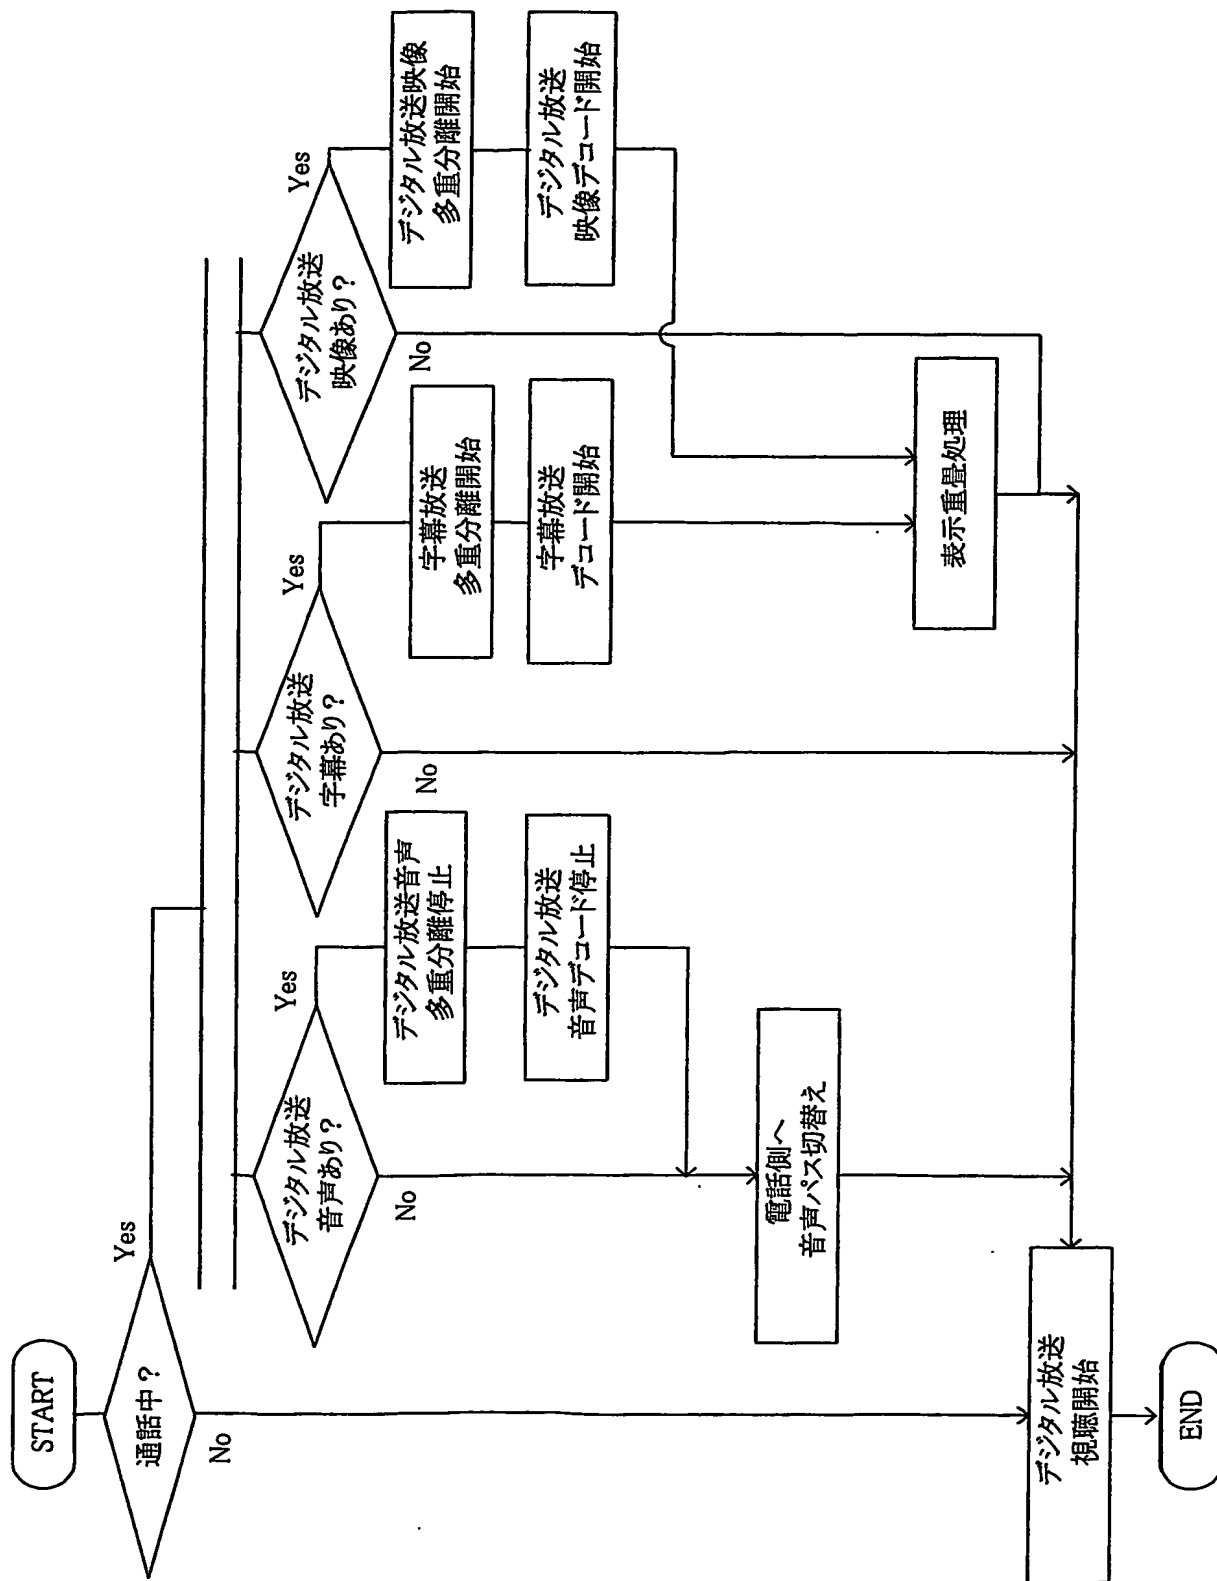 START
通話中?
Yes
No
デジタル放送
音声あり?
Yes
No
デジタル放送音声
多重分離停止
デジタル放送
音声デコード停止
電話側へ
音声パス切替え
デジタル放送
字幕あり?
Yes
No
字幕放送
多重分離開始
字幕放送
デコード開始
デジタル放送
映像あり?
Yes
No
デジタル放送映像
多重分離開始
デジタル放送
映像デコード開始
表示重畳処理
デジタル放送
視聴開始
END